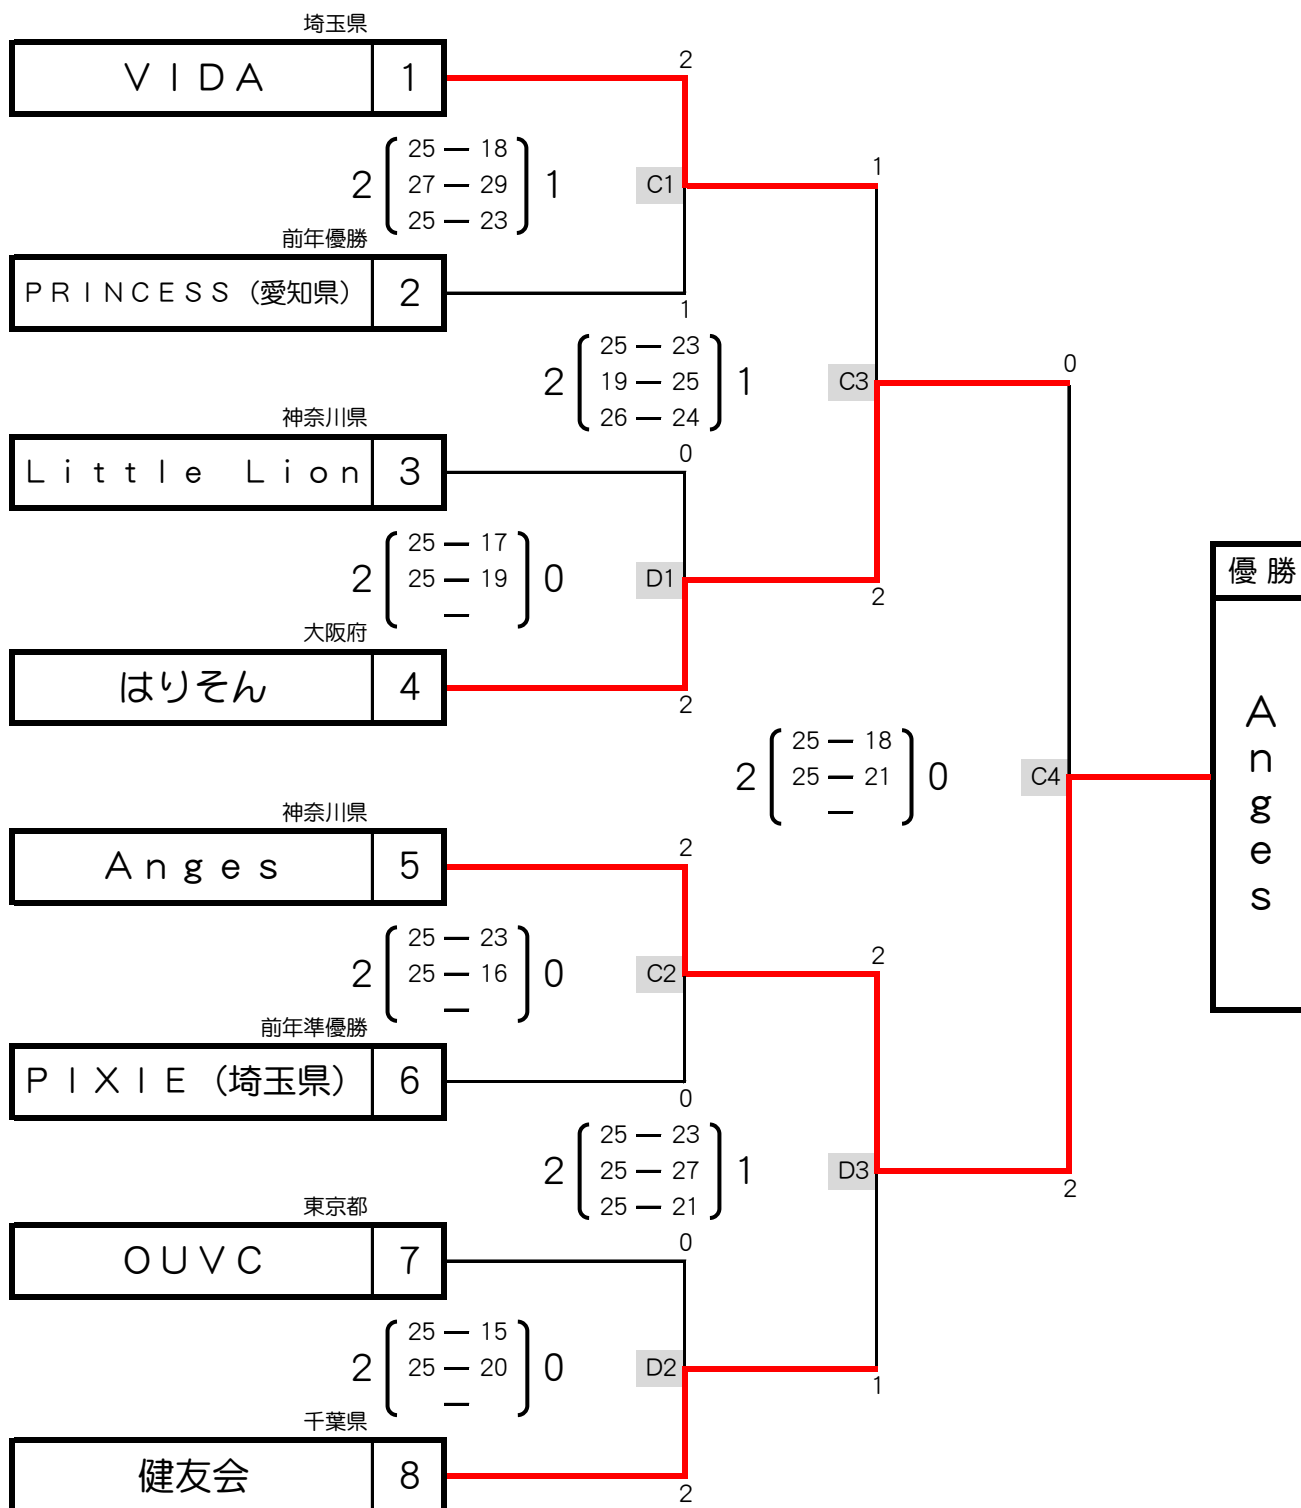 埼玉県
ＶＩＤＡ 1
2
25 ― 18
2 27 ― 29 1
25 ― 23
C1
1
前年優勝
ＰＲＩＮＣＥＳＳ（愛知県） 2
1
25 ― 23
2 19 ― 25 1
26 ― 24
C3
0
神奈川県
Ｌｉｔｔｌｅ　Ｌｉｏｎ 3
0
25 ― 17
2 25 ― 19 0
―
D1
2
大阪府
はりそん 4
2
優勝
Ａｎｇｅｓ
25 ― 18
2 25 ― 21 0
―
C4
神奈川県
Ａｎｇｅｓ 5
2
25 ― 23
2 25 ― 16 0
―
C2
2
前年準優勝
ＰＩＸＩＥ（埼玉県） 6
0
25 ― 23
2 25 ― 27 1
25 ― 21
D3
2
東京都
ＯＵＶＣ 7
0
25 ― 15
2 25 ― 20 0
―
D2
1
千葉県
健友会 8
2